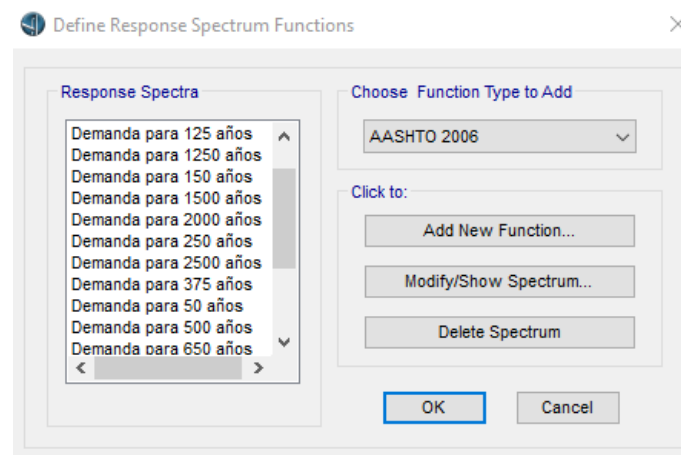 Define Response Spectrum Functions
Response Spectra
Demanda para 125 años
Demanda para 1250 años
Demanda para 150 años
Demanda para 1500 años
Demanda para 2000 años
Demanda para 250 años
Demanda para 2500 años
Demanda para 375 años
Demanda para 50 años
Demanda para 500 años
Demanda para 650 años
Choose Function Type to Add
AASHTO 2006
Click to:
Add New Function...
Modify/Show Spectrum...
Delete Spectrum
OK
Cancel